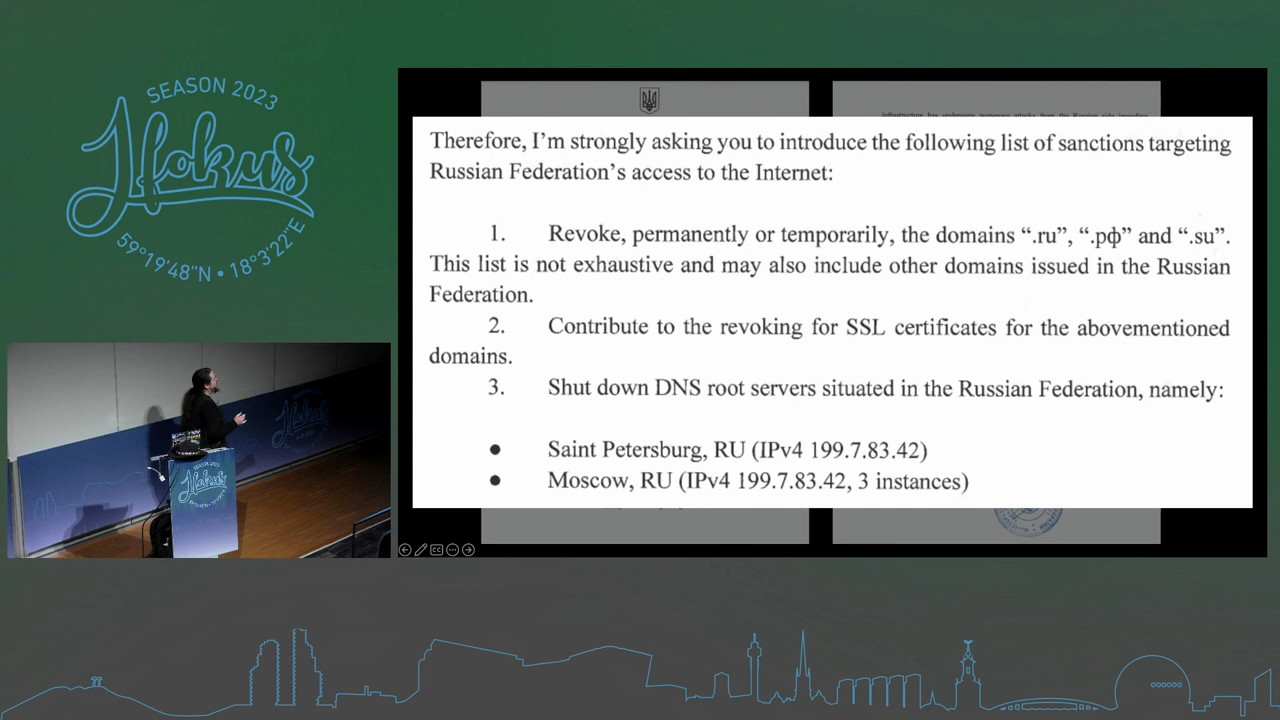 SEASON 2023
Hokus
59°19'48"N • 18°3'22"E
Therefore, I'm strongly asking you to introduce the following list of sanctions targeting
Russian Federation's access to the Internet:
1. Revoke, permanently or temporarily, the domains “.ru”, “.рф” and “.su”.
This list is not exhaustive and may also include other domains issued in the Russian
Federation.
2. Contribute to the revoking for SSL certificates for the abovementioned
domains.
3. Shut down DNS root servers situated in the Russian Federation, namely:
● Saint Petersburg, RU (IPv4 199.7.83.42)
● Moscow, RU (IPv4 199.7.83.42, 3 instances)
SEASON 2023
Hokus